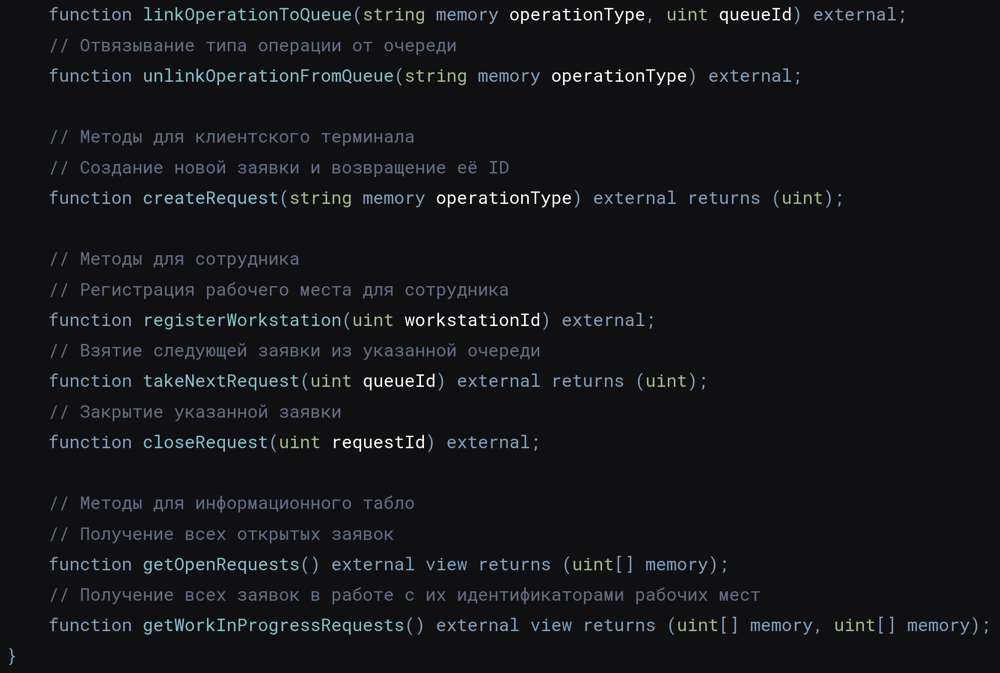 function linkOperationToQueue(string memory operationType, uint queueId) external;
// Отвязывание типа операции от очереди
function unlinkOperationFromQueue(string memory operationType) external;
// Методы для клиентского терминала
// Создание новой заявки и возвращение её ID
function createRequest(string memory operationType) external returns (uint);
// Методы для сотрудника
// Регистрация рабочего места для сотрудника
function registerWorkstation(uint workstationId) external;
// Взятие следующей заявки из указанной очереди
function takeNextRequest(uint queueId) external returns (uint);
// Закрытие указанной заявки
function closeRequest(uint requestId) external;
// Методы для информационного табло
// Получение всех открытых заявок
function getOpenRequests() external view returns (uint[] memory);
// Получение всех заявок в работе с их идентификаторами рабочих мест
function getWorkInProgressRequests() external view returns (uint[] memory, uint[] memory);
}